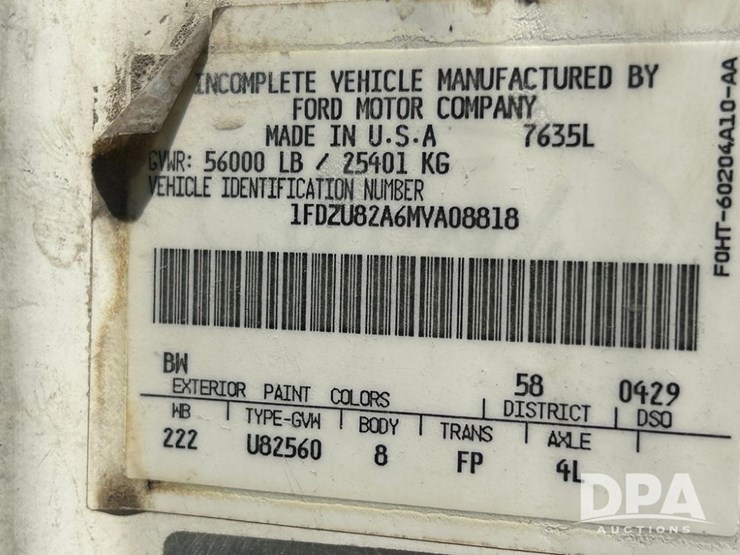 INCOMPLETE VEHICLE MANUFACTURED BY
FORD MOTOR COMPANY
MADE IN U.S.A 7635L
GVWR: 56000 LB / 25401 KG
VEHICLE IDENTIFICATION NUMBER
1FDZU82A6MVA08818
BW
58 0429
EXTERIOR PAINT COLORS DISTRICT DSO
WB TYPE-GVW BODY TRANS AXLE
222 U82560 8 FP 4L
F0HT-60204A10-AA
DPA
AUCTIONS